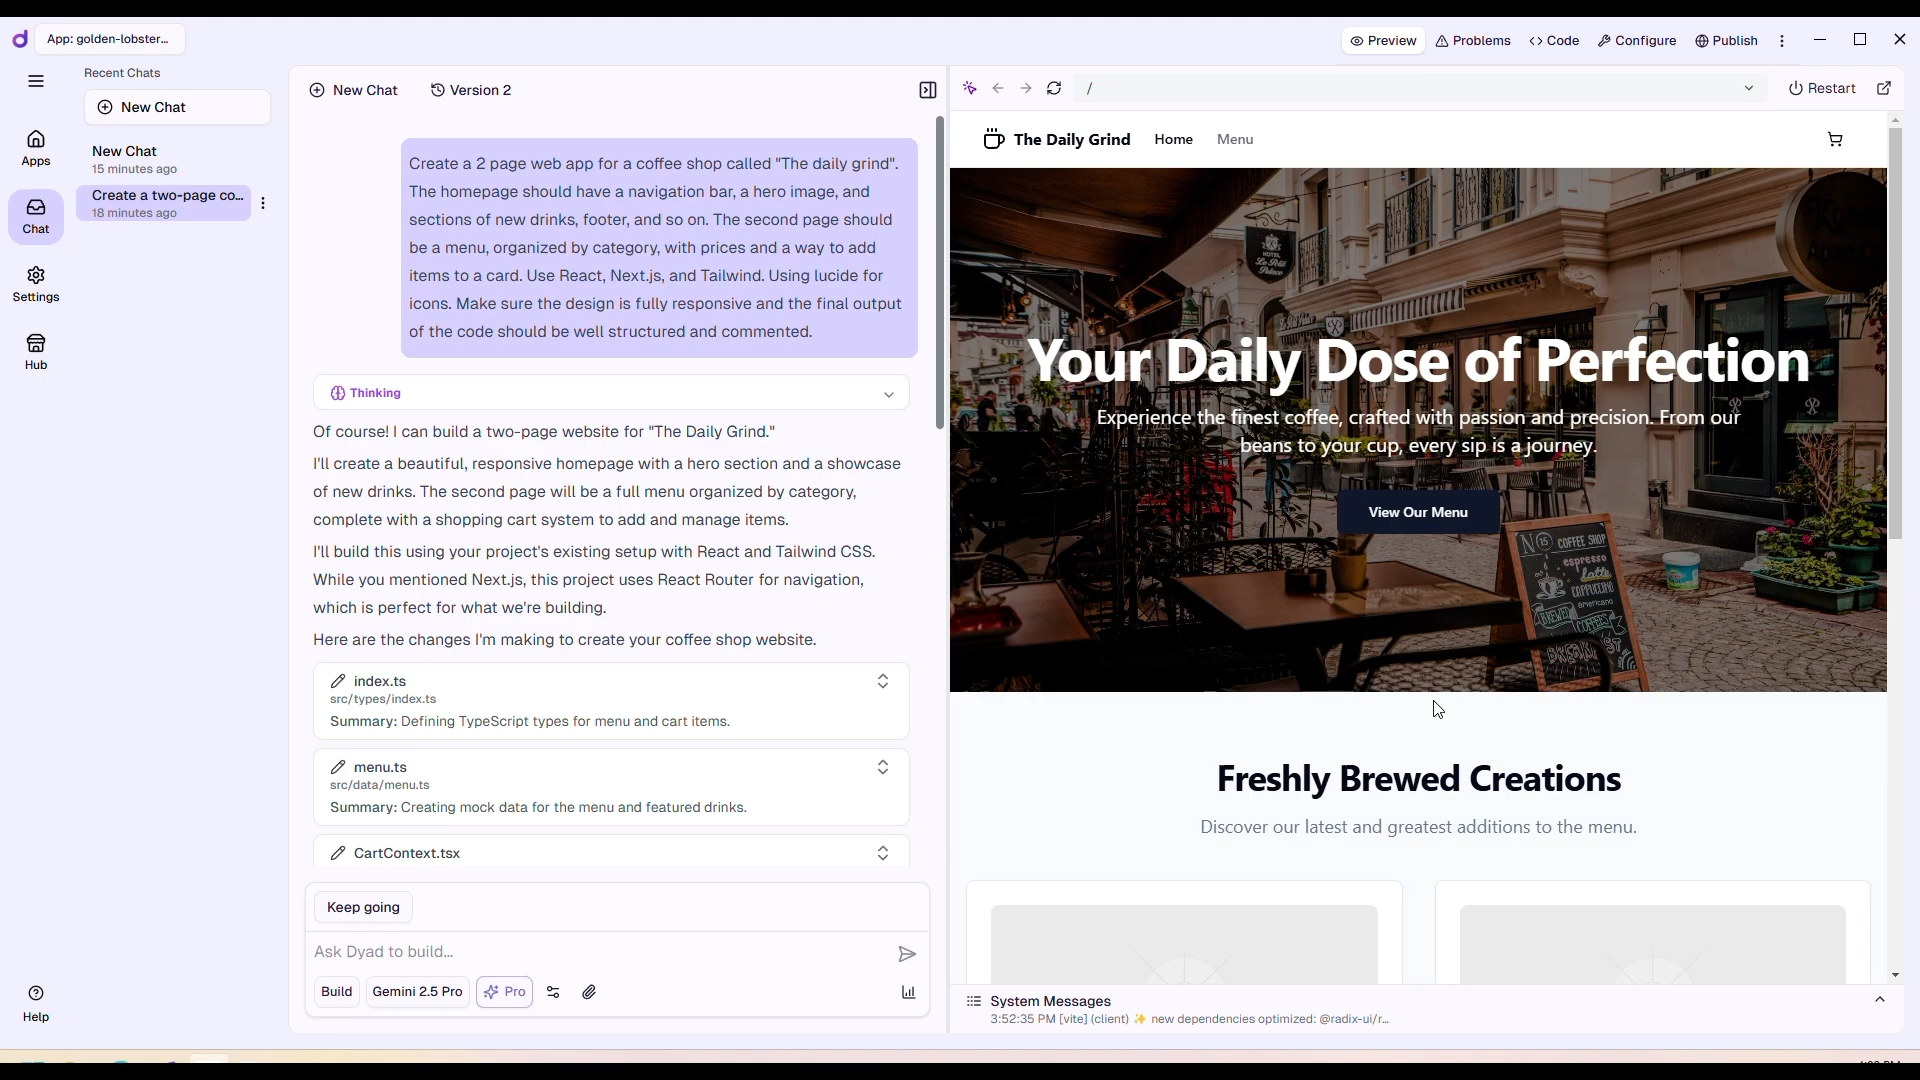 App: golden-lobster...
Preview
Problems
Code
Configure
Publish
Recent Chats
New Chat
New Chat
15 minutes ago
Create a two-page co...
18 minutes ago
Apps
Chat
Settings
Hub
Help
New Chat
Version 2
Create a 2 page web app for a coffee shop called "The daily grind".
The homepage should have a navigation bar, a hero image, and
sections of new drinks, footer, and so on. The second page should
be a menu, organized by category, with prices and a way to add
items to a card. Use React, Next.js, and Tailwind. Using lucide for
icons. Make sure the design is fully responsive and the final output
of the code should be well structured and commented.
Thinking
Of course! I can build a two-page website for "The Daily Grind."
I'll create a beautiful, responsive homepage with a hero section and a showcase
of new drinks. The second page will be a full menu organized by category,
complete with a shopping cart system to add and manage items.
I'll build this using your project's existing setup with React and Tailwind CSS.
While you mentioned Next.js, this project uses React Router for navigation,
which is perfect for what we're building.
Here are the changes I'm making to create your coffee shop website.
index.ts
src/types/index.ts
Summary: Defining TypeScript types for menu and cart items.
menu.ts
src/data/menu.ts
Summary: Creating mock data for the menu and featured drinks.
CartContext.tsx
Keep going
Ask Dyad to build...
Build
Gemini 2.5 Pro
Pro
/
Restart
The Daily Grind
Home
Menu
HOTEL
Le Petit
Prince
Your Daily Dose of Perfection
Experience the finest coffee, crafted with passion and precision. From our
beans to your cup, every sip is a journey.
View Our Menu
N 15 COFFEE SHOP
espresso
Latte
CAPPUCCINO
americano
BREWED
COFFEES
BREAKFAST
Freshly Brewed Creations
Discover our latest and greatest additions to the menu.
System Messages
3:52:35 PM [vite] (client) ✨ new dependencies optimized: @radix-ui/r...